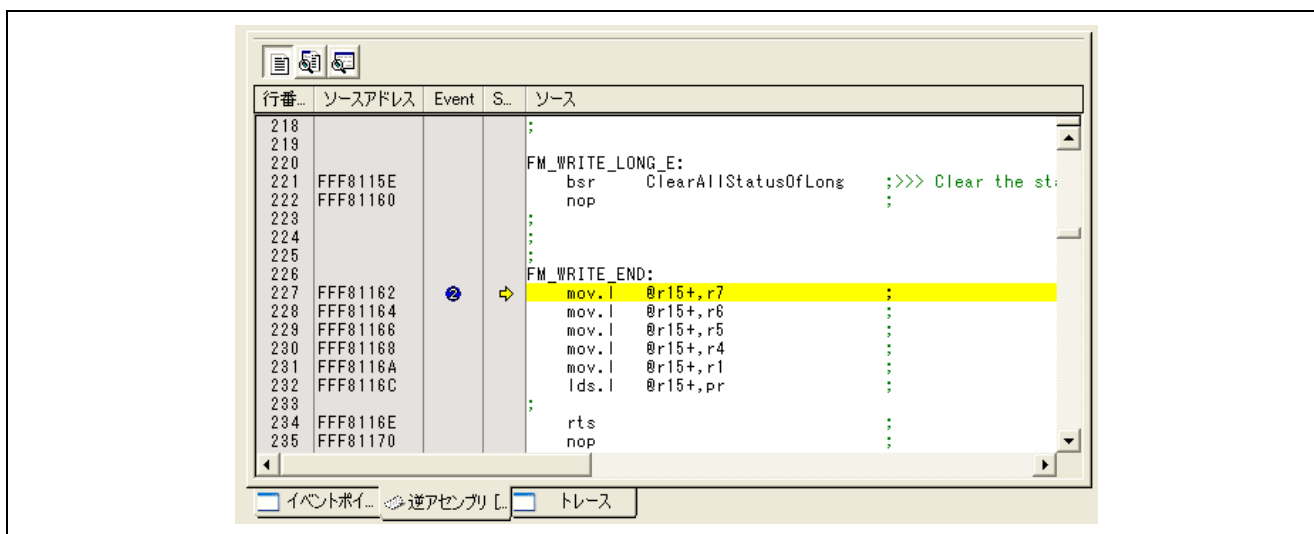 行番... ソースアドレス Event S... ソース
218 ;
219
220 FM_WRITE_LONG_E:
221 FFF8115E bsr ClearAllStatusOfLong ;>>> Clear the sta
222 FFF81160 nop ;
223 ;
224 ;
225 ;
226 FM_WRITE_END:
227 FFF81162 2 mov.l @r15+,r7 ;
228 FFF81164 mov.l @r15+,r6 ;
229 FFF81166 mov.l @r15+,r5 ;
230 FFF81168 mov.l @r15+,r4 ;
231 FFF8116A mov.l @r15+,r1 ;
232 FFF8116C lds.l @r15+,pr ;
233 ;
234 FFF8116E rts ;
235 FFF81170 nop ;
イベントポイ... 逆アセンブリ [... トレース